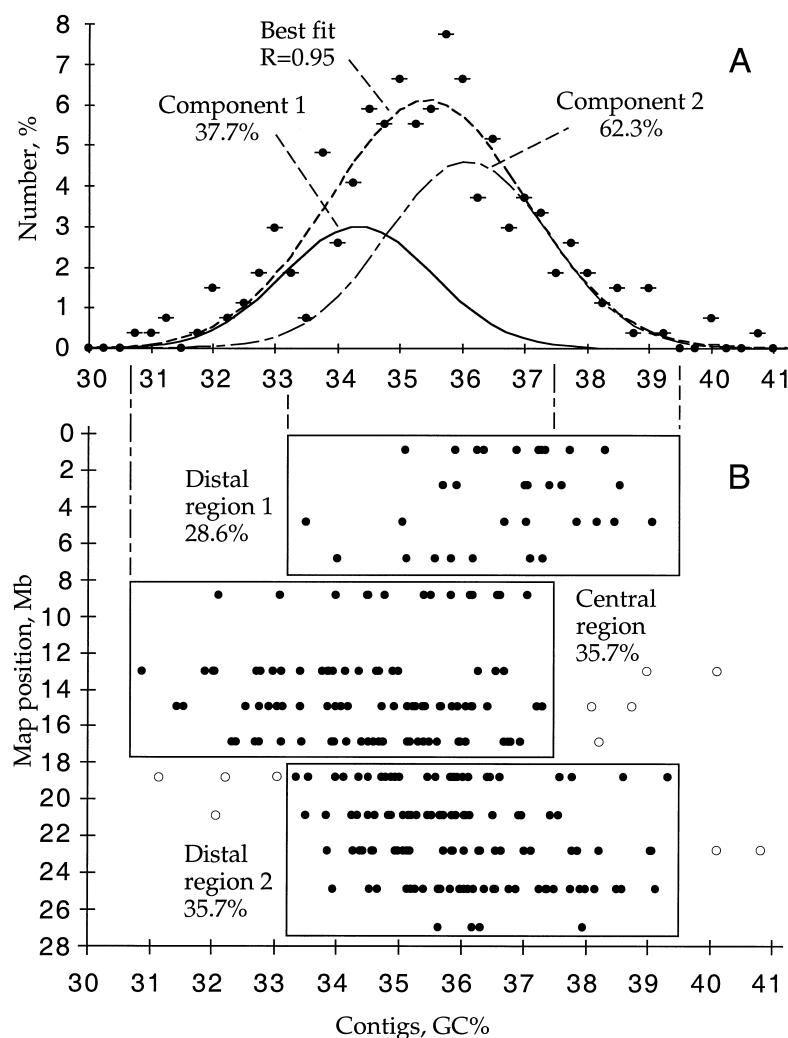 A
Best fit
R=0.95
Component 1
37.7%
Component 2
62.3%
Number, %
8
7
6
5
4
3
2
1
0
30 31 32 33 34 35 36 37 38 39 40 41
B
Distal
region 1
28.6%
Central
region
35.7%
Distal
region 2
35.7%
Map position, Mb
0
2
4
6
8
10
12
14
16
18
20
22
24
26
28
30 31 32 33 34 35 36 37 38 39 40 41
Contigs, GC%